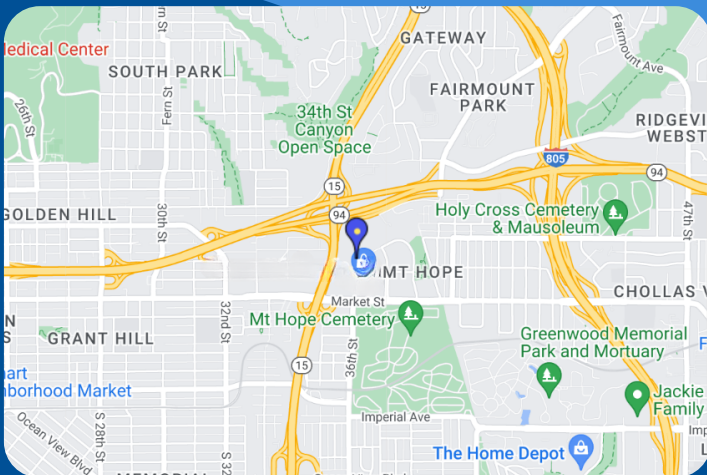 15
GATEWAY
Fairmount Ave
Medical Center
SOUTH PARK
Fern St
26th St
FAIRMOUNT
PARK
34th St
Canyon
Open Space
805
94
15
94
GOLDEN HILL
30th St
Holy Cross Cemetery
& Mausoleum
47th St
MT HOPE
Market St
32nd St
CHOLLAS
Mt Hope Cemetery
GRANT HILL
Greenwood Memorial
Park and Mortuary
15
36th St
Market
S 28th St
Jackie
Family
Imperial Ave
Ocean View Blvd
The Home Depot